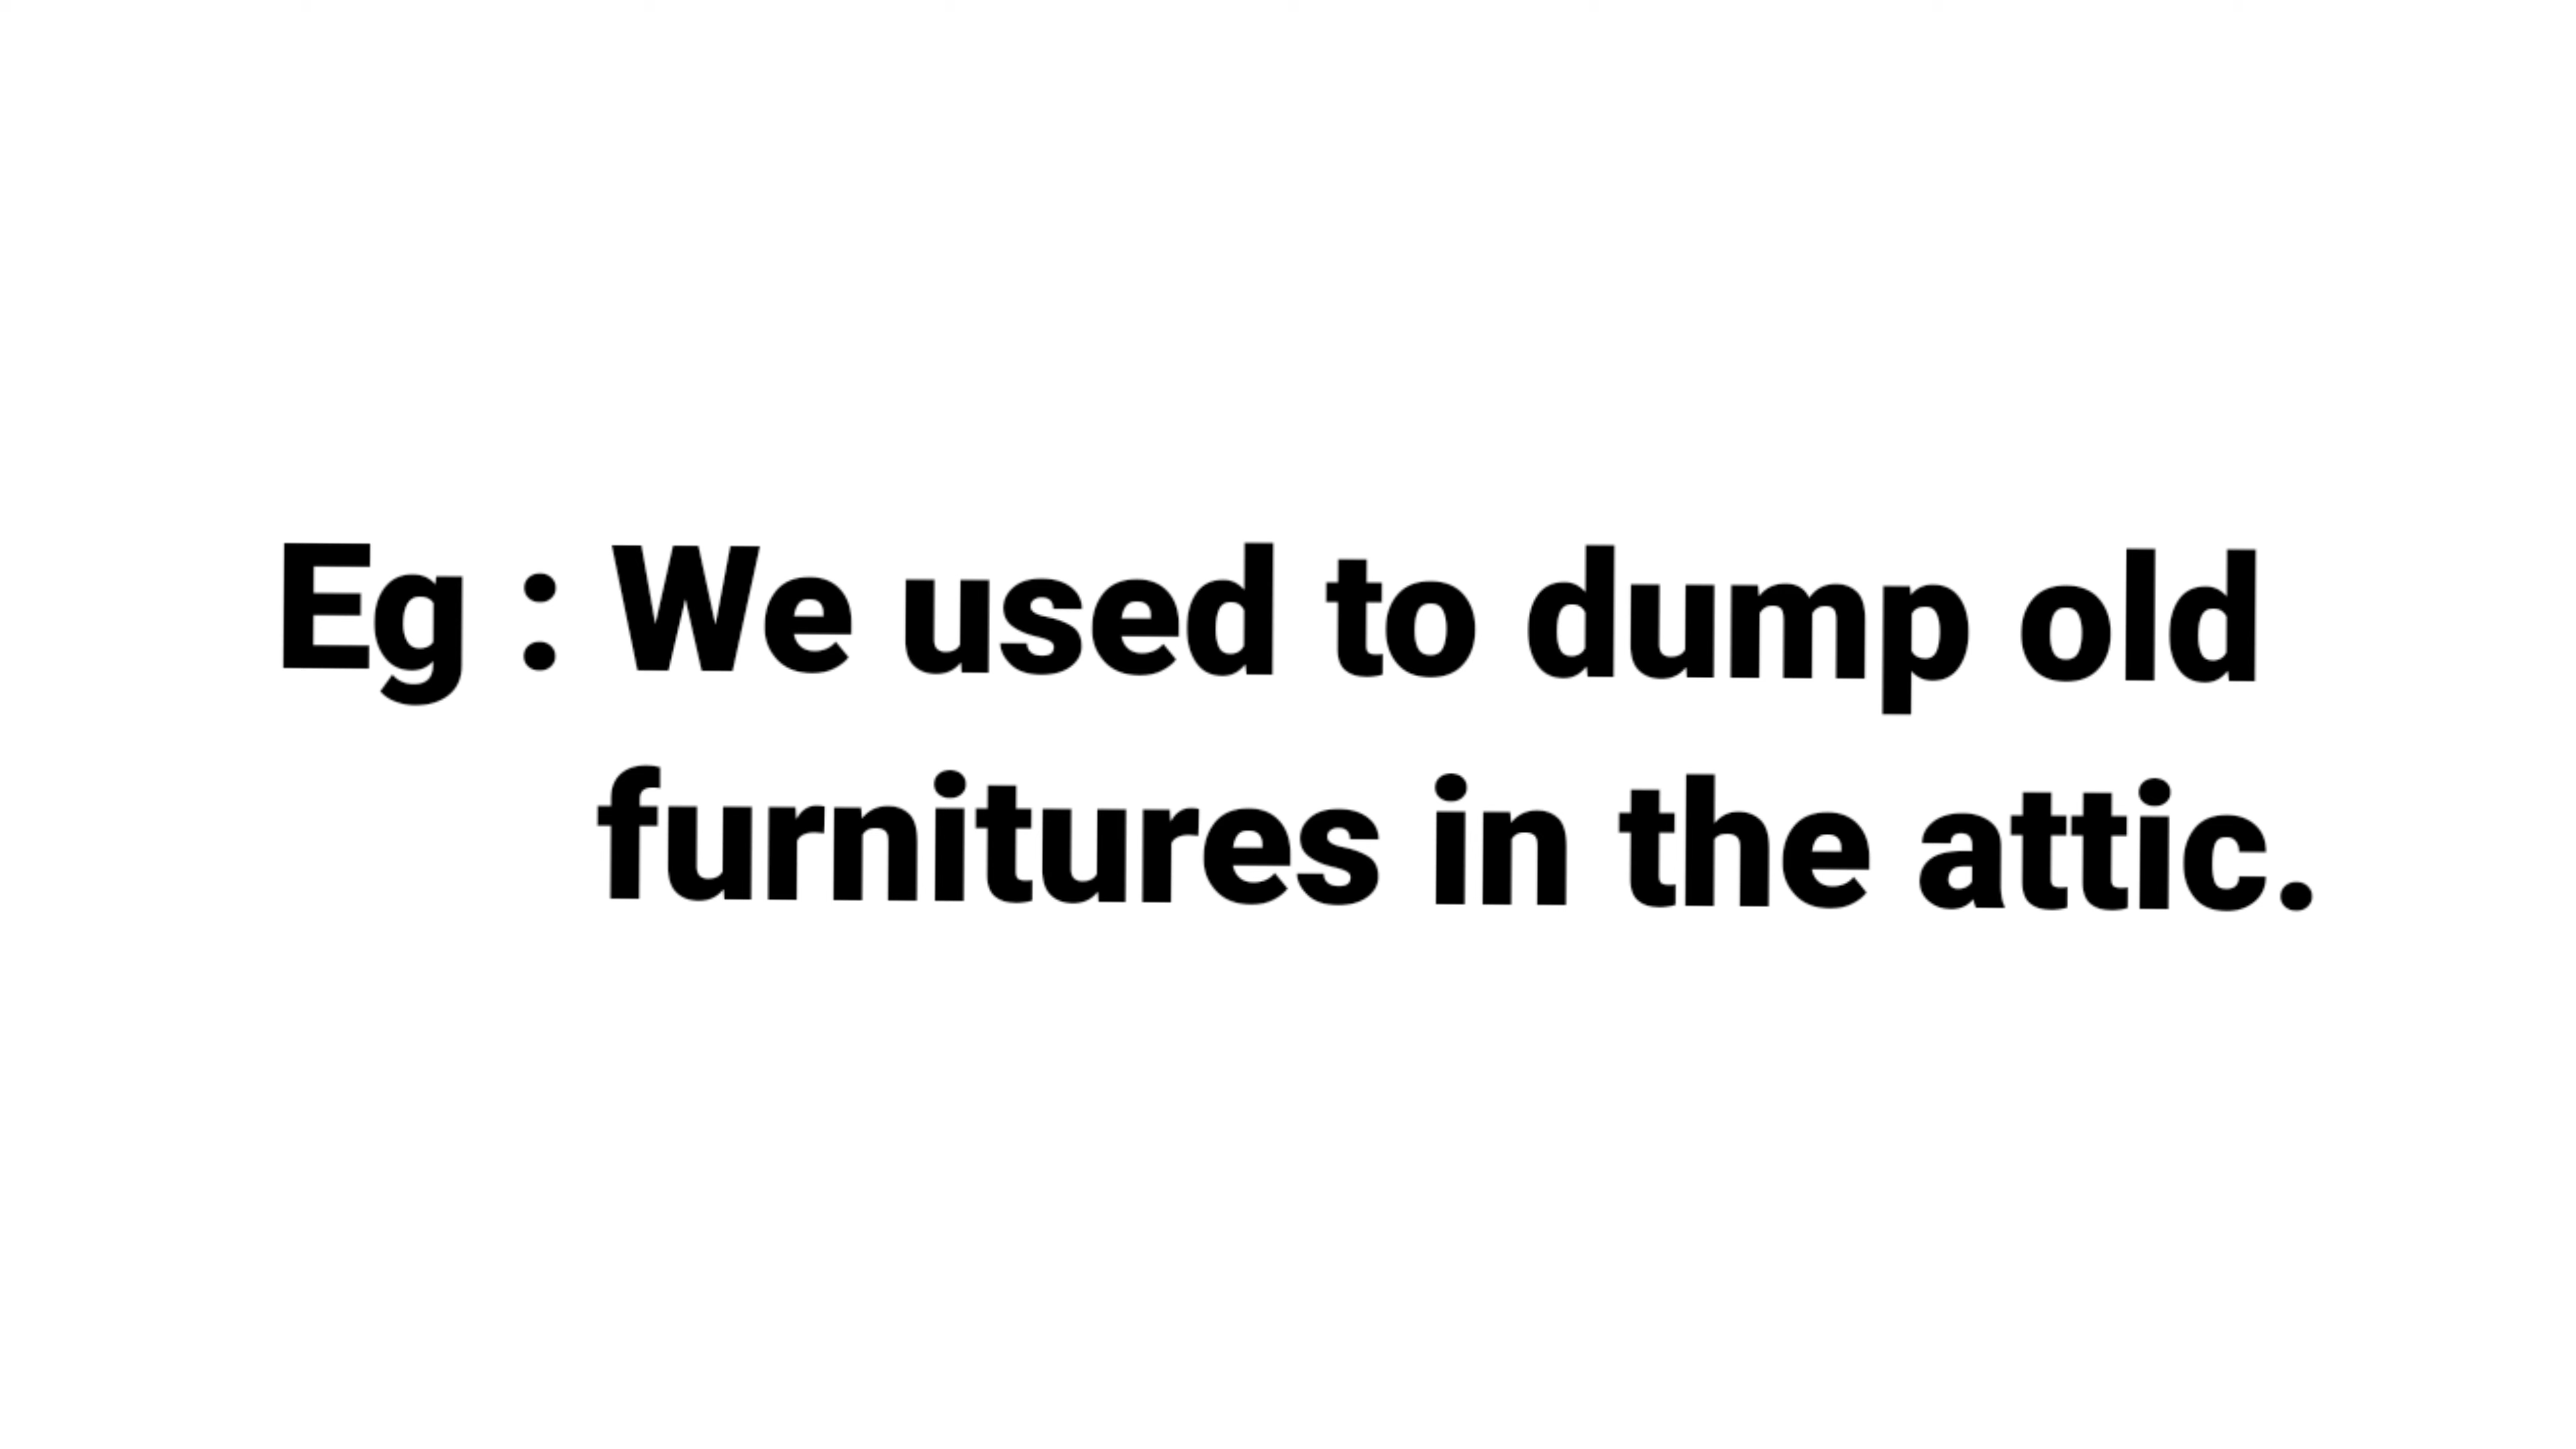 Eg : We used to dump old
furnitures in the attic.